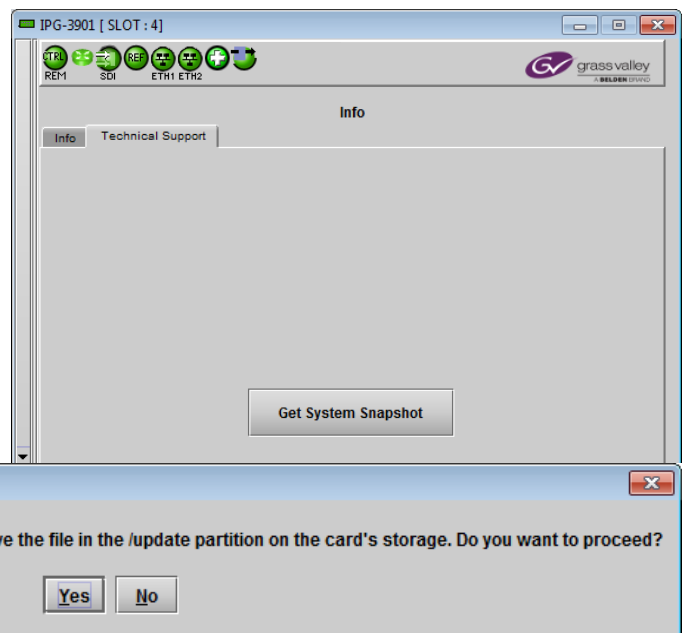 IPG-3901 [ SLOT : 4]
CTRL REF
REM SDI ETH1 ETH2
GV grass valley
A BELDEN BRAND
Info
Info Technical Support
Get System Snapshot
ve the file in the /update partition on the card's storage. Do you want to proceed?
Yes No